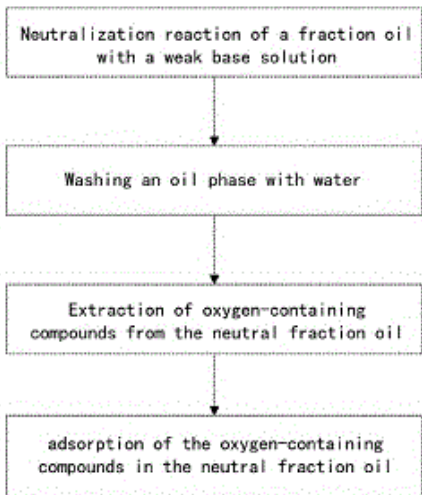 Neutralization reaction of a fraction oil
with a weak base solution
Washing an oil phase with water
Extraction of oxygen-containing
compounds from the neutral fraction oil
adsorption of the oxygen-containing
compounds in the neutral fraction oil